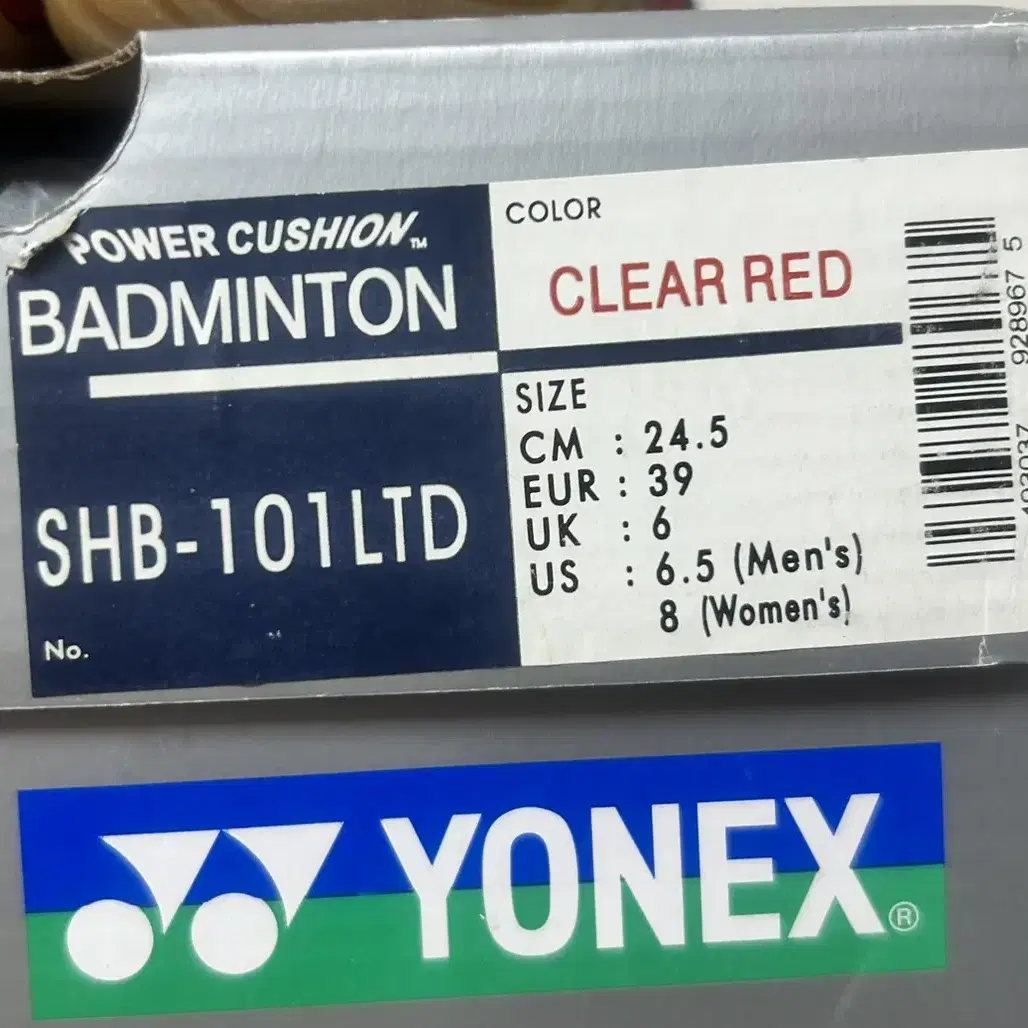 POWER CUSHION™
BADMINTON
SHB-101LTD
No.
COLOR
CLEAR RED
SIZE
CM : 24.5
EUR : 39
UK : 6
US : 6.5 (Men's)
8 (Women's)
928967 5
YONEX®